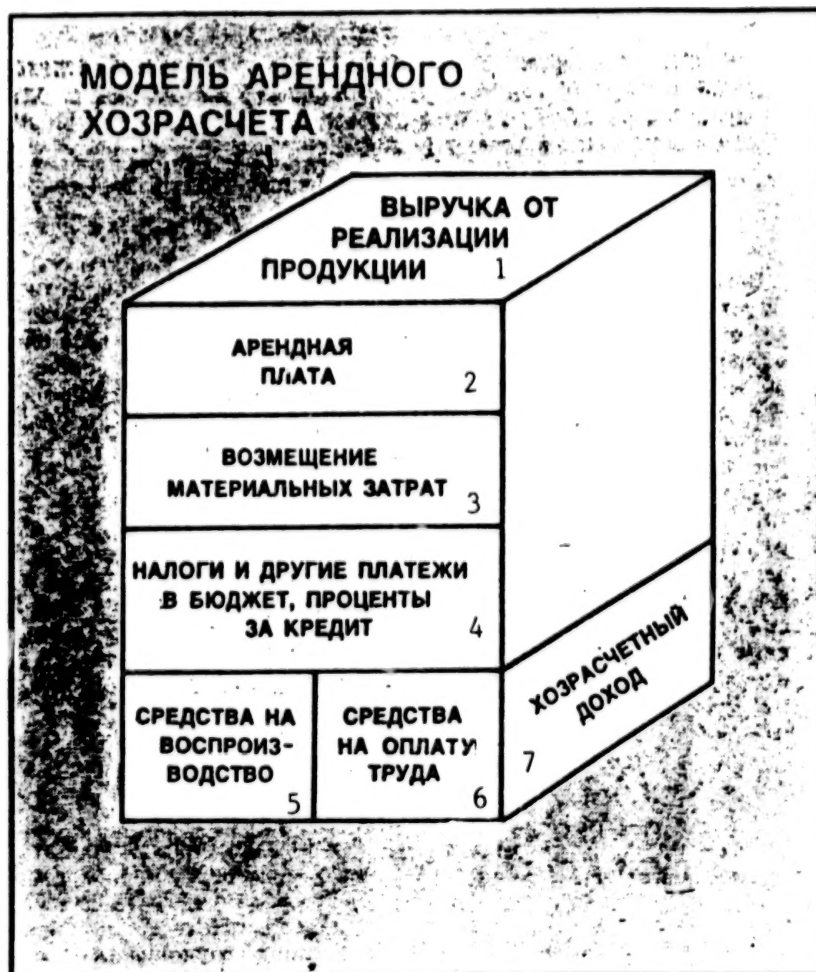 МОДЕЛЬ АРЕНДНОГО
ХОЗРАСЧЕТА
ВЫРУЧКА ОТ
РЕАЛИЗАЦИИ
ПРОДУКЦИИ 1
АРЕНДНАЯ
ПЛАТА 2
ВОЗМЕЩЕНИЕ
МАТЕРИАЛЬНЫХ ЗАТРАТ 3
НАЛОГИ И ДРУГИЕ ПЛАТЕЖИ
В БЮДЖЕТ, ПРОЦЕНТЫ
ЗА КРЕДИТ 4
СРЕДСТВА НА
ВОСПРОИЗ-
ВОДСТВО
5
СРЕДСТВА
НА ОПЛАТУ
ТРУДА
6
ХОЗРАСЧЕТНЫЙ
ДОХОД
7